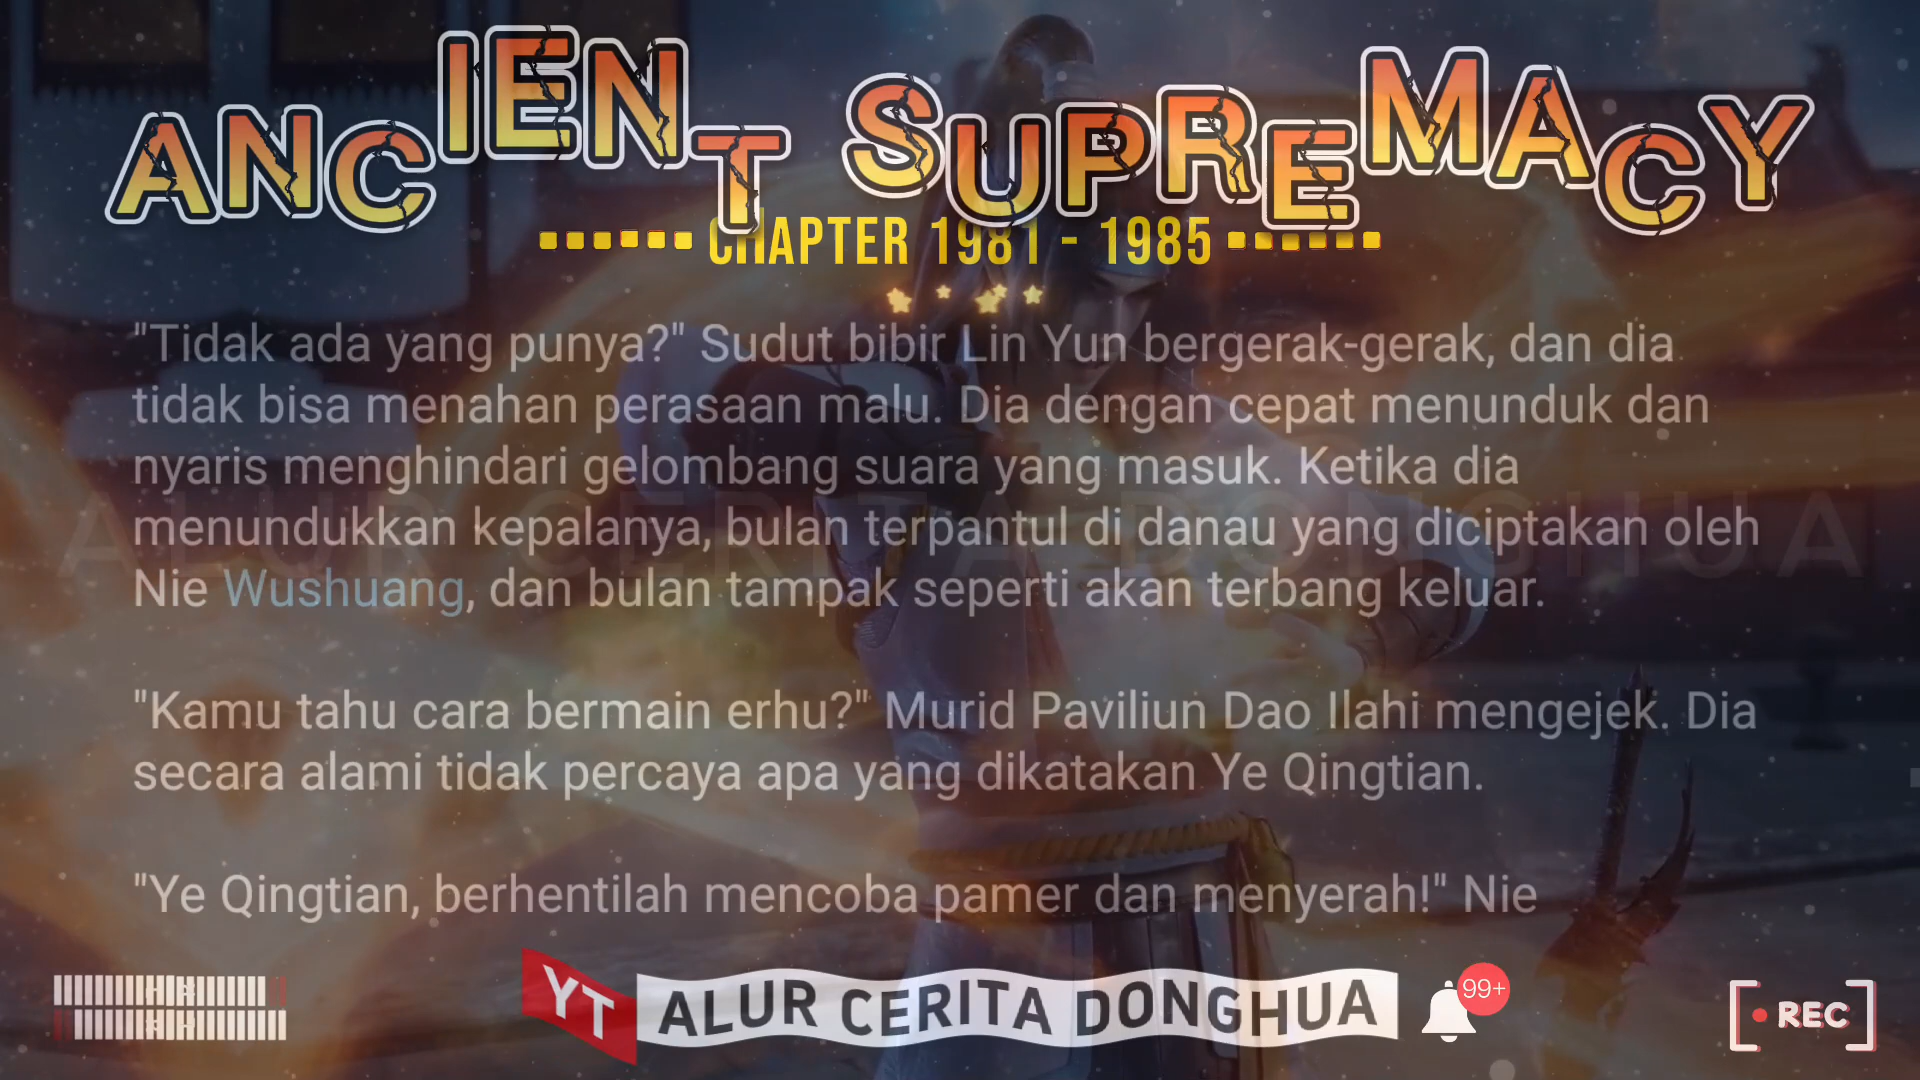 ANCIENT SUPREMACY
CHAPTER 1981 - 1985
"Tidak ada yang punya?" Sudut bibir Lin Yun bergerak-gerak, dan dia
tidak bisa menahan perasaan malu. Dia dengan cepat menunduk dan
nyaris menghindari gelombang suara yang masuk. Ketika dia
menundukkan kepalanya, bulan terpantul di danau yang diciptakan oleh
Nie Wushuang, dan bulan tampak seperti akan terbang keluar.
ALUR CERITA DONGHUA
"Kamu tahu cara bermain erhu?" Murid Paviliun Dao Ilahi mengejek. Dia
secara alami tidak percaya apa yang dikatakan Ye Qingtian.
"Ye Qingtian, berhentilah mencoba pamer dan menyerah!" Nie
YT ALUR CERITA DONGHUA
99+
REC